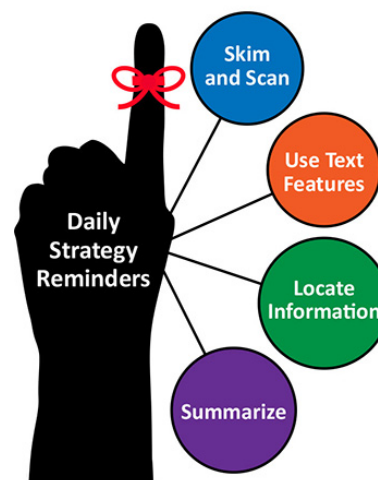 Daily
Strategy
Reminders
Skim
and Scan
Use Text
Features
Locate
Information
Summarize